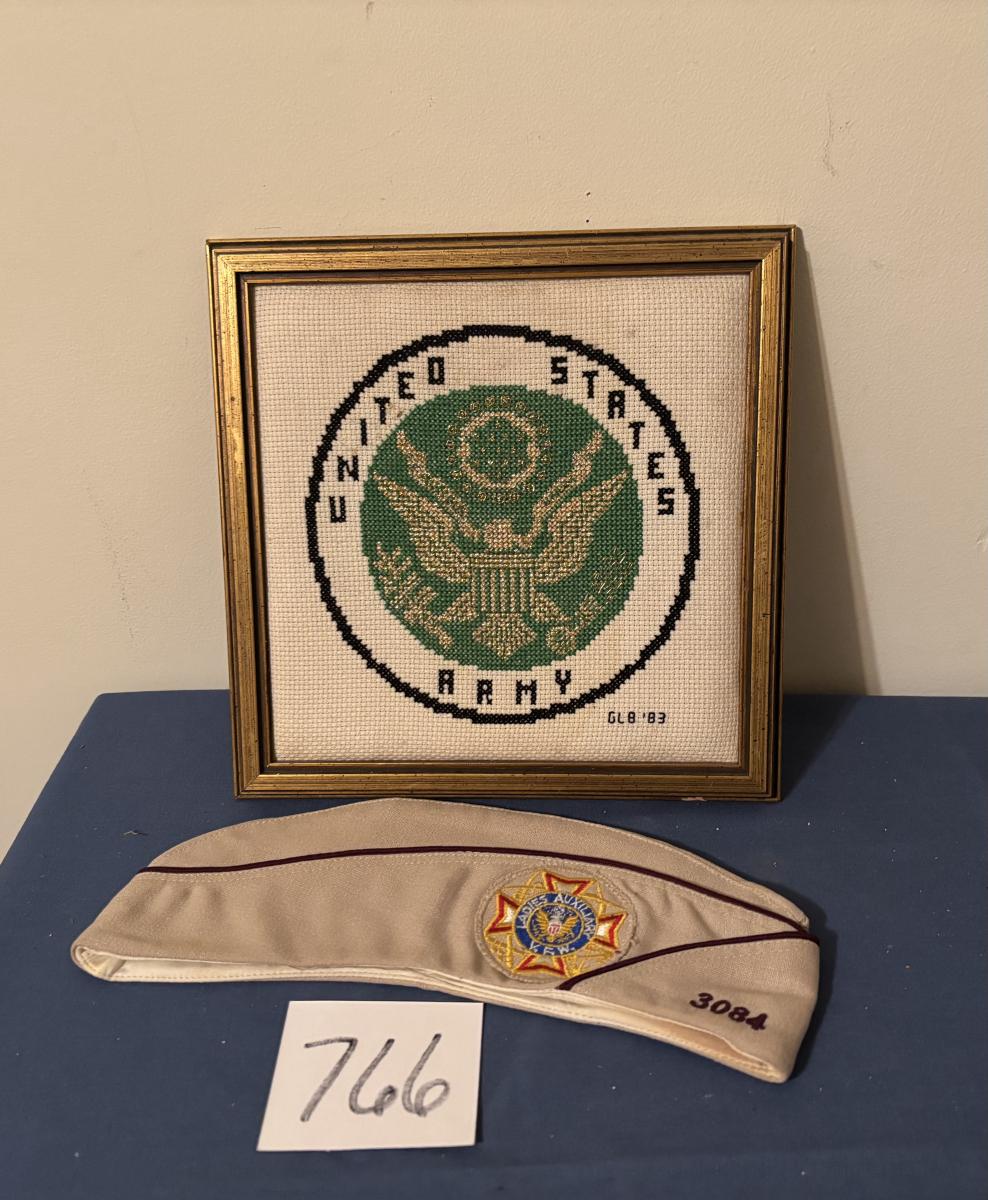 UNITED STATES
ARMY
GLB '83
LADIES AUXILIARY
V.F.W.
3084
766